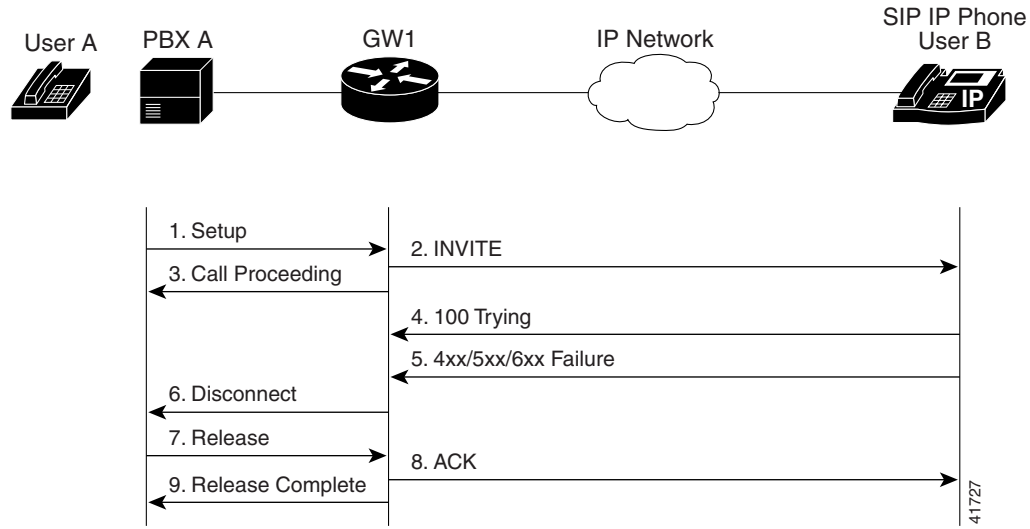 SIP IP Phone
User A
PBX A
GW1
IP Network
User B
IP
1. Setup
2. INVITE
3. Call Proceeding
4. 100 Trying
5. 4xx/5xx/6xx Failure
6. Disconnect
7. Release
8. ACK
9. Release Complete
41727